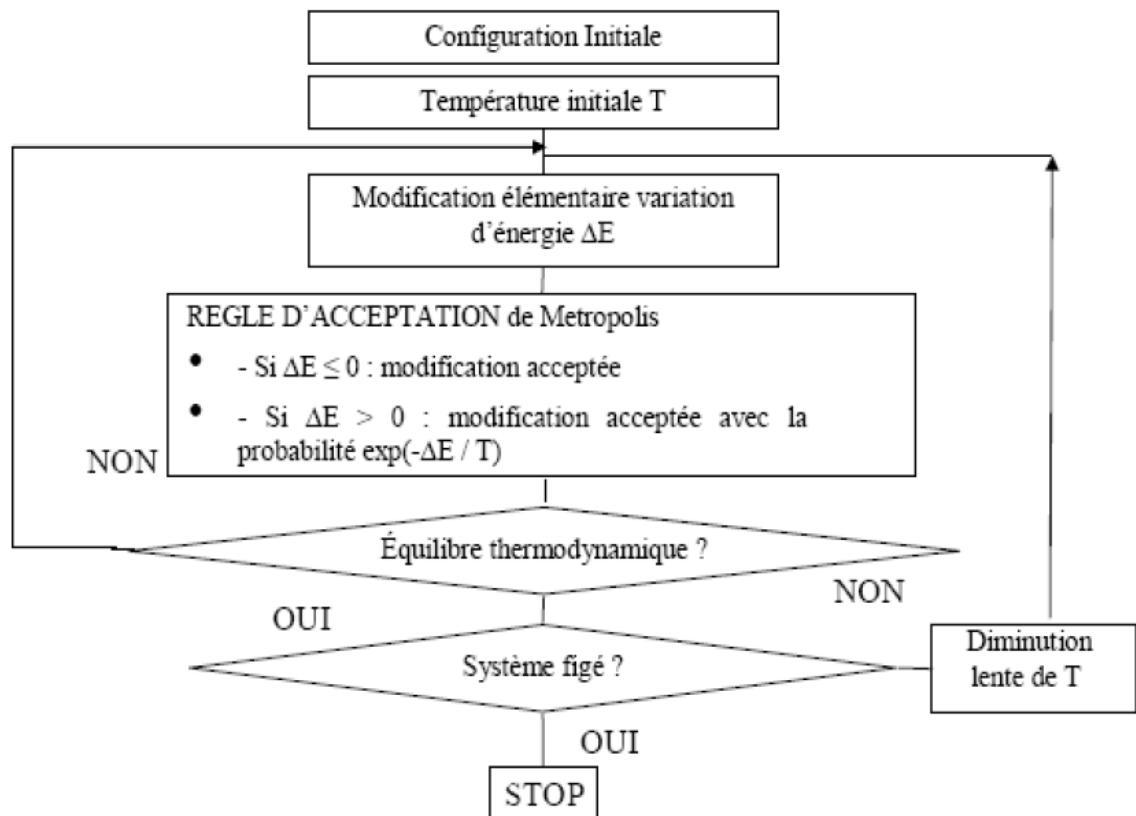 Configuration Initiale
Température initiale T
Modification élémentaire variation
d'énergie ΔE
REGLE D'ACCEPTATION de Metropolis
• - Si ΔE ≤ 0 : modification acceptée
• - Si ΔE > 0 : modification acceptée avec la
probabilité exp(-ΔE / T)
NON
Équilibre thermodynamique ?
NON
OUI
Système figé ?
Diminution
lente de T
OUI
STOP